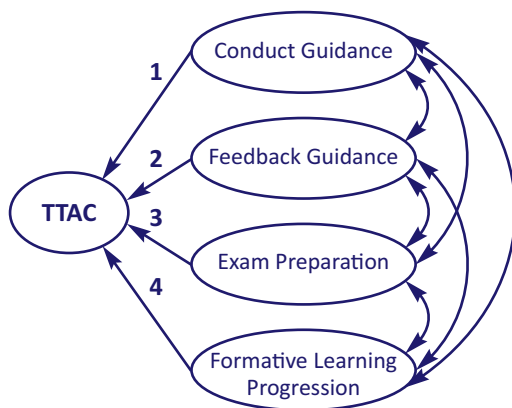 Conduct Guidance
1
Feedback Guidance
2
TTAC
3
Exam Preparation
4
Formative Learning
Progression